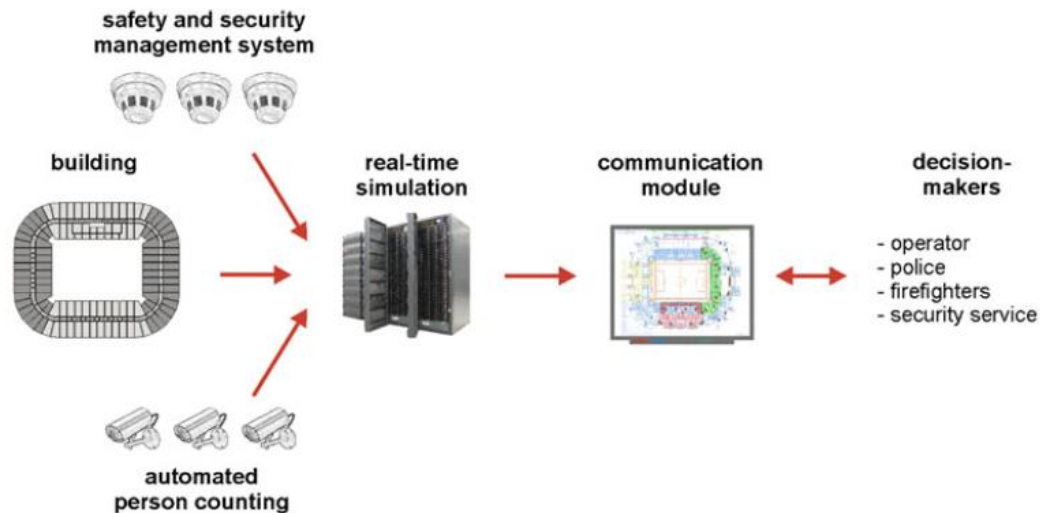 safety and security
management system
building
real-time
simulation
communication
module
decision-
makers
- operator
- police
- firefighters
- security service
automated
person counting